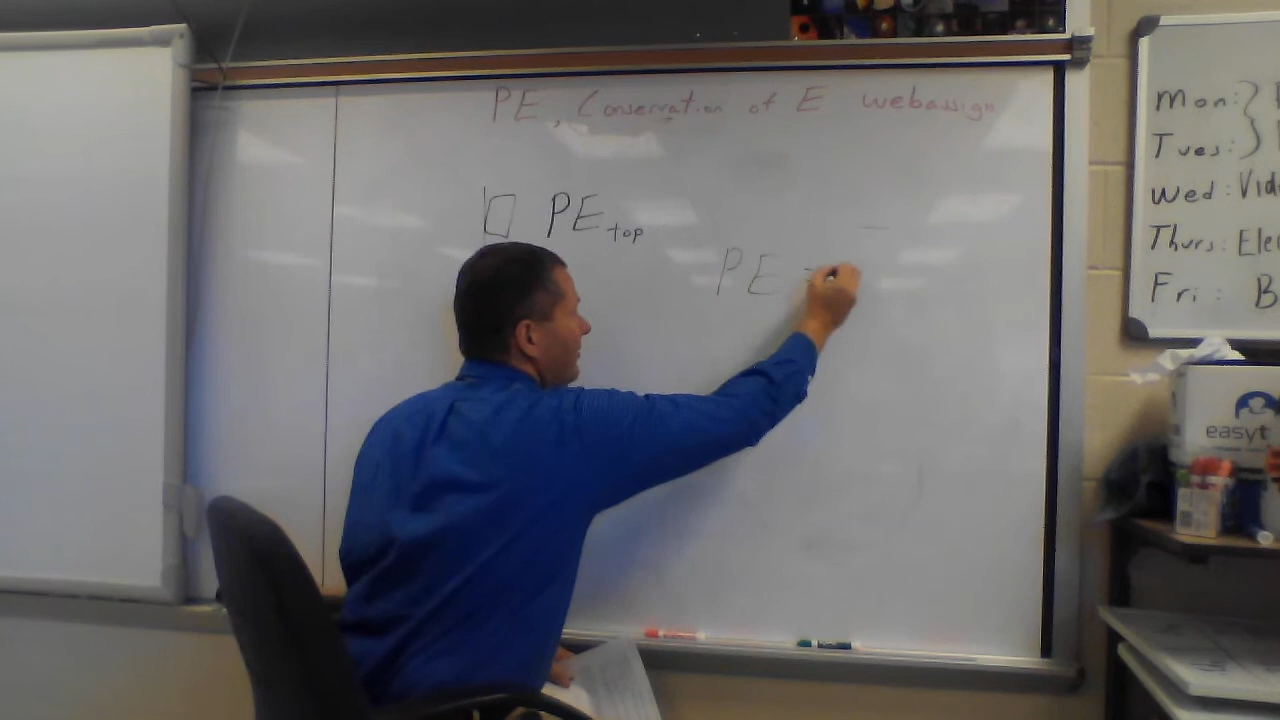 PE, Conservation of E webassign
PE top
PE =
Mon:
Tues:
Wed: Vid
Thurs: Ele
Fri: B
easyt